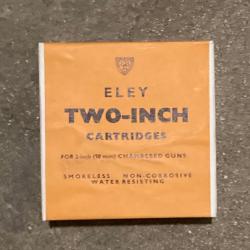 ELEY
TWO-INCH
CARTRIDGES
FOR 2-inch (50 mm) CHAMBERED GUNS
SMOKELESS NON-CORROSIVE
WATER RESISTING